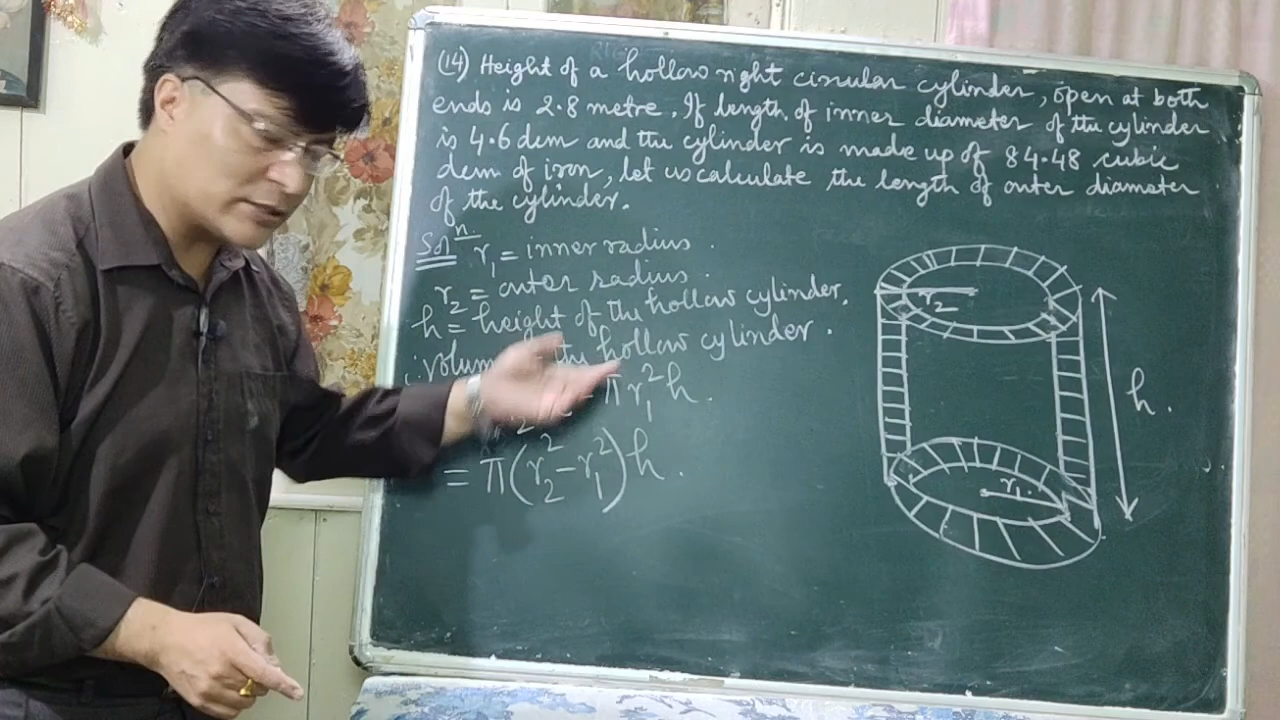 (14) Height of a hollow right circular cylinder, open at both
ends is 2.8 metre. If length of inner diameter of the cylinder
is 4.6 dcm and the cylinder is made up of 84.48 cubic
dcm of iron, let us calculate the length of outer diameter
of the cylinder.
Solⁿ. r₁ = inner radius.
r₂ = outer radius.
h = height of the hollow cylinder.
∴ volume the hollow cylinder.
- πr₁²h.
= π(r₂² - r₁²)h.
r₂
h.
r₁.